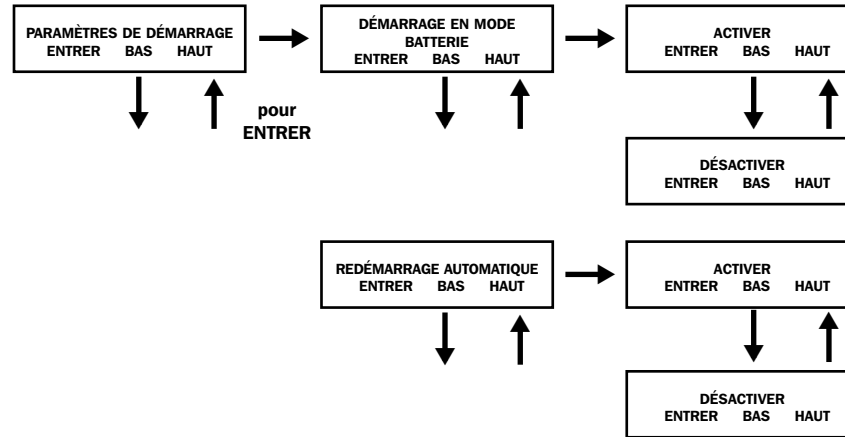 PARAMÈTRES DE DÉMARRAGE
ENTRER BAS HAUT
DÉMARRAGE EN MODE
BATTERIE
ENTRER BAS HAUT
ACTIVER
ENTRER BAS HAUT
pour
ENTRER
DÉSACTIVER
ENTRER BAS HAUT
REDÉMARRAGE AUTOMATIQUE
ENTRER BAS HAUT
ACTIVER
ENTRER BAS HAUT
DÉSACTIVER
ENTRER BAS HAUT